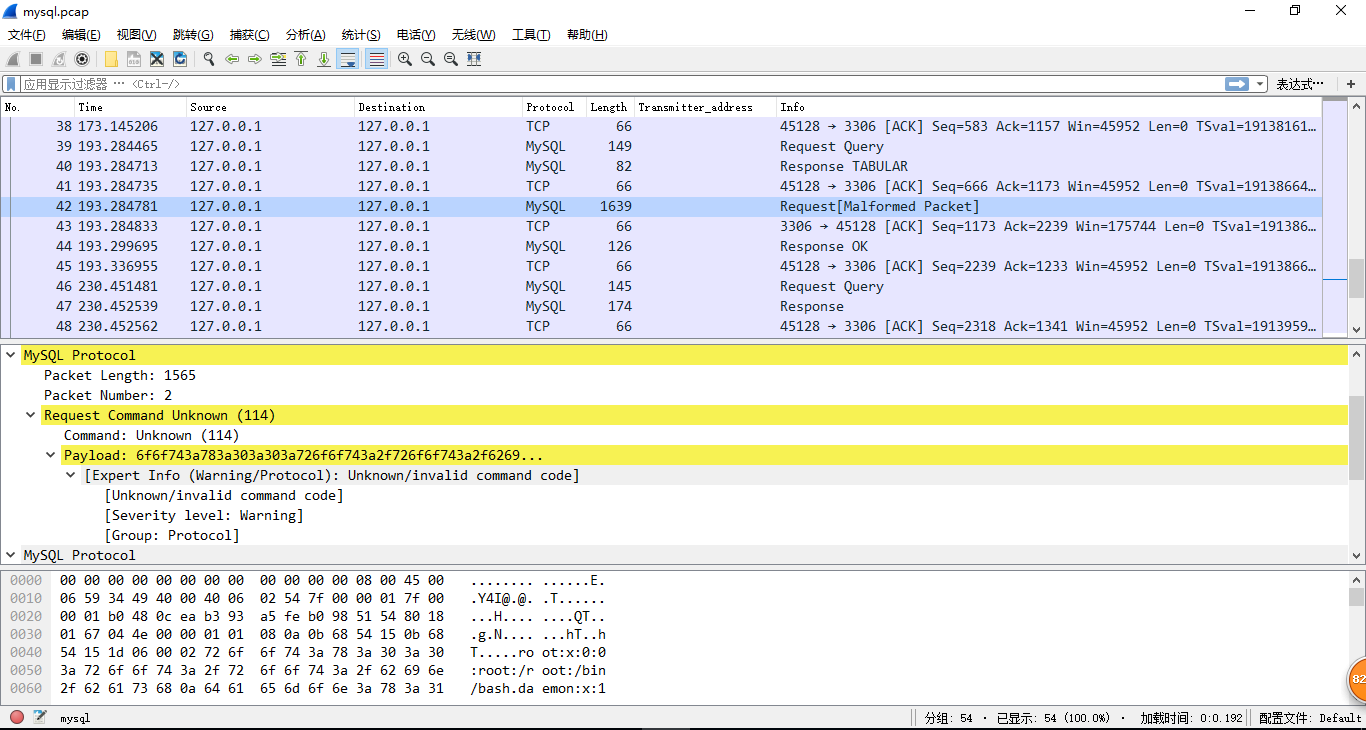 mysql.pcap
文件(F) 编辑(E) 视图(V) 跳转(G) 捕获(C) 分析(A) 统计(S) 电话(Y) 无线(W) 工具(T) 帮助(H)
应用显示过滤器 … <Ctrl-/> 表达式… +
No. Time Source Destination Protocol Length Transmitter_address Info
38 173.145206 127.0.0.1 127.0.0.1 TCP 66 45128 → 3306 [ACK] Seq=583 Ack=1157 Win=45952 Len=0 TSval=19138161…
39 193.284465 127.0.0.1 127.0.0.1 MySQL 149 Request Query
40 193.284713 127.0.0.1 127.0.0.1 MySQL 82 Response TABULAR
41 193.284735 127.0.0.1 127.0.0.1 TCP 66 45128 → 3306 [ACK] Seq=666 Ack=1173 Win=45952 Len=0 TSval=19138664…
42 193.284781 127.0.0.1 127.0.0.1 MySQL 1639 Request[Malformed Packet]
43 193.284833 127.0.0.1 127.0.0.1 TCP 66 3306 → 45128 [ACK] Seq=1173 Ack=2239 Win=175744 Len=0 TSval=191386…
44 193.299695 127.0.0.1 127.0.0.1 MySQL 126 Response OK
45 193.336955 127.0.0.1 127.0.0.1 TCP 66 45128 → 3306 [ACK] Seq=2239 Ack=1233 Win=45952 Len=0 TSval=1913866…
46 230.451481 127.0.0.1 127.0.0.1 MySQL 145 Request Query
47 230.452539 127.0.0.1 127.0.0.1 MySQL 174 Response
48 230.452562 127.0.0.1 127.0.0.1 TCP 66 45128 → 3306 [ACK] Seq=2318 Ack=1341 Win=45952 Len=0 TSval=1913959…
MySQL Protocol
Packet Length: 1565
Packet Number: 2
Request Command Unknown (114)
Command: Unknown (114)
Payload: 6f6f743a783a303a303a726f6f743a2f726f6f743a2f6269...
[Expert Info (Warning/Protocol): Unknown/invalid command code]
[Unknown/invalid command code]
[Severity level: Warning]
[Group: Protocol]
MySQL Protocol
0000 00 00 00 00 00 00 00 00 00 00 00 00 08 00 45 00 ........ ......E.
0010 06 59 34 49 40 00 40 06 02 54 7f 00 00 01 7f 00 .Y4I@.@. .T......
0020 00 01 b0 48 0c ea b3 93 a5 fe b0 98 51 54 80 18 ...H.... ....QT..
0030 01 67 04 4e 00 00 01 01 08 0a 0b 68 54 15 0b 68 .g.N.... ...hT..h
0040 54 15 1d 06 00 02 72 6f 6f 74 3a 78 3a 30 3a 30 T.....ro ot:x:0:0
0050 3a 72 6f 6f 74 3a 2f 72 6f 6f 74 3a 2f 62 69 6e :root:/r oot:/bin
0060 2f 62 61 73 68 0a 64 61 65 6d 6f 6e 3a 78 3a 31 /bash.da emon:x:1
82
mysql 分组: 54 · 已显示: 54 (100.0%) · 加载时间: 0:0.192 配置文件: Default